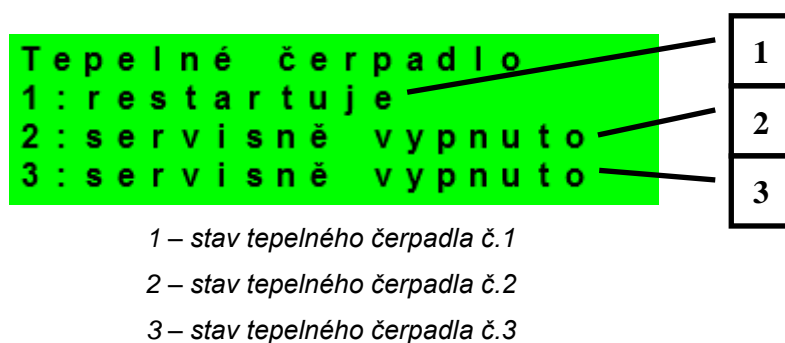 Tepelné čerpadlo
1:restartuje
2:servisně vypnuto
3:servisně vypnuto
1
2
3
1 – stav tepelného čerpadla č.1
2 – stav tepelného čerpadla č.2
3 – stav tepelného čerpadla č.3